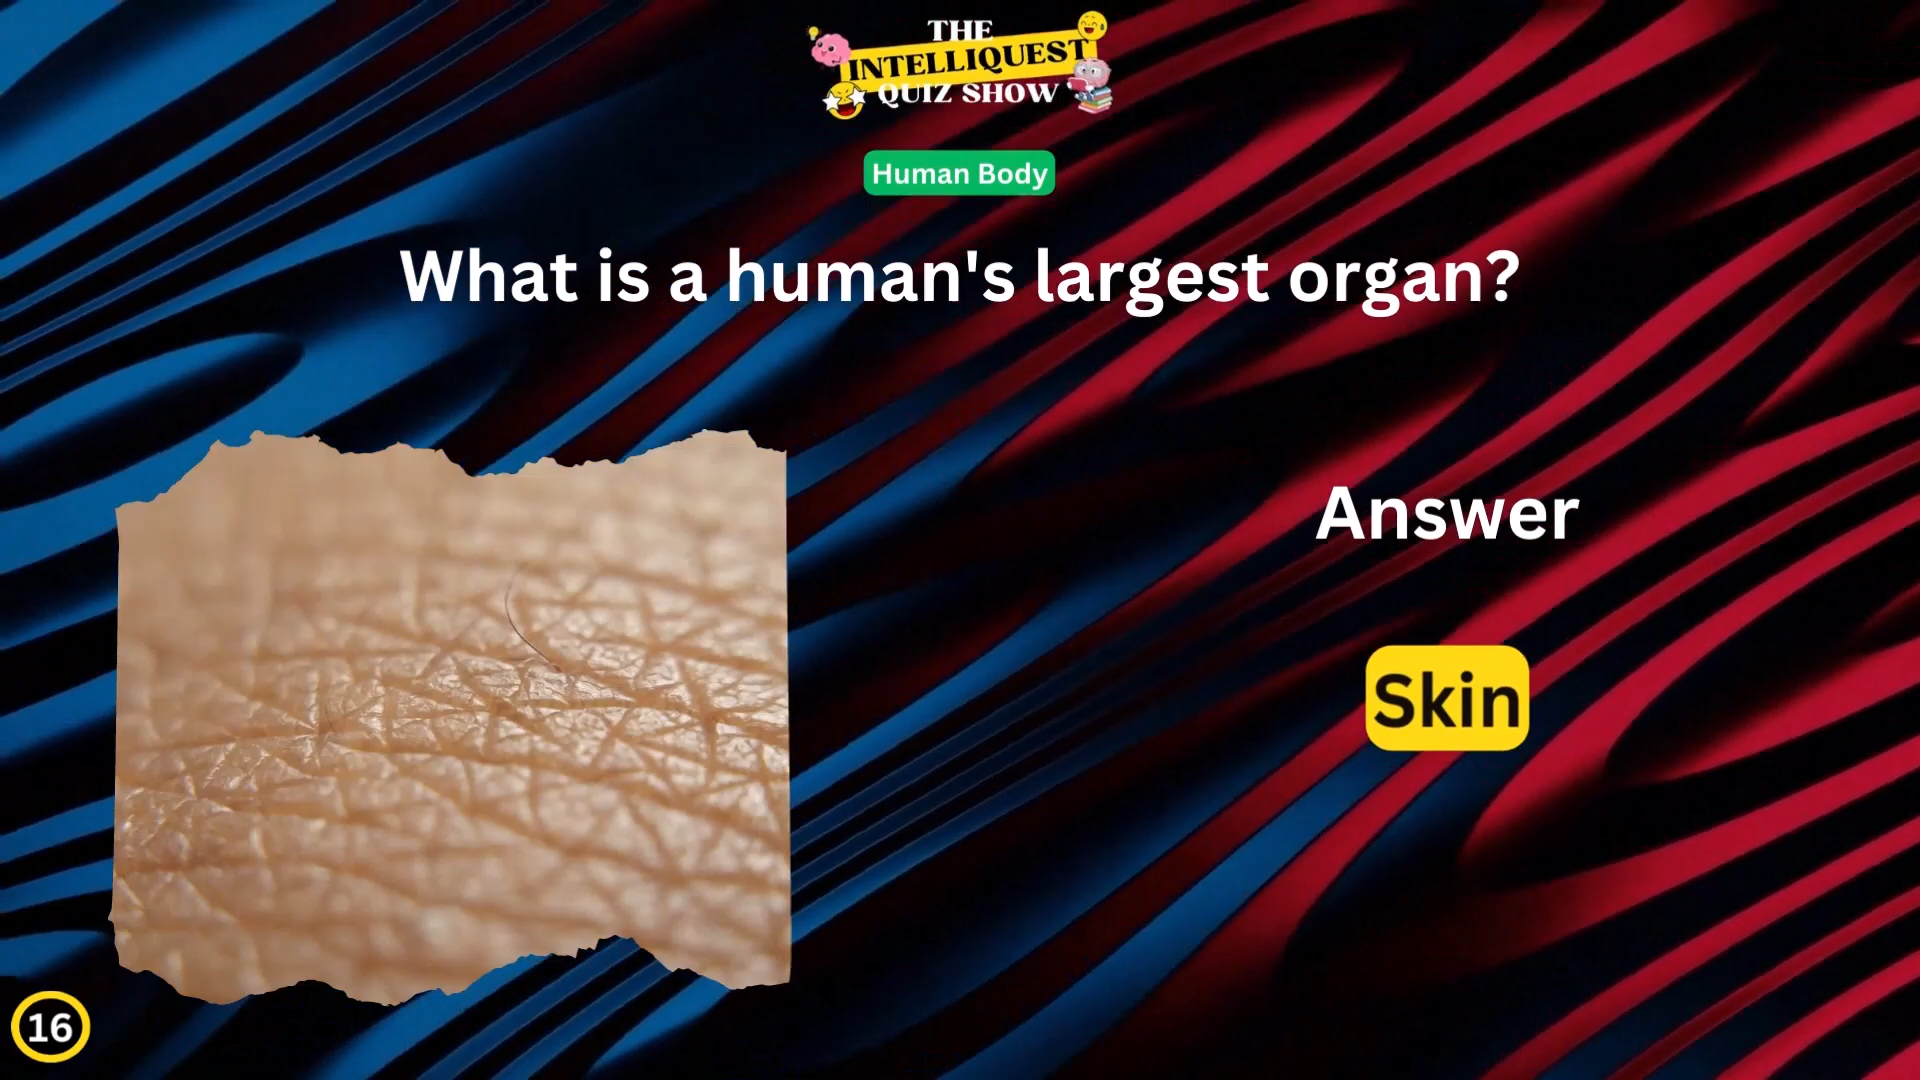 THE
INTELLIQUEST
QUIZ SHOW
Human Body
What is a human's largest organ?
Answer
Skin
16